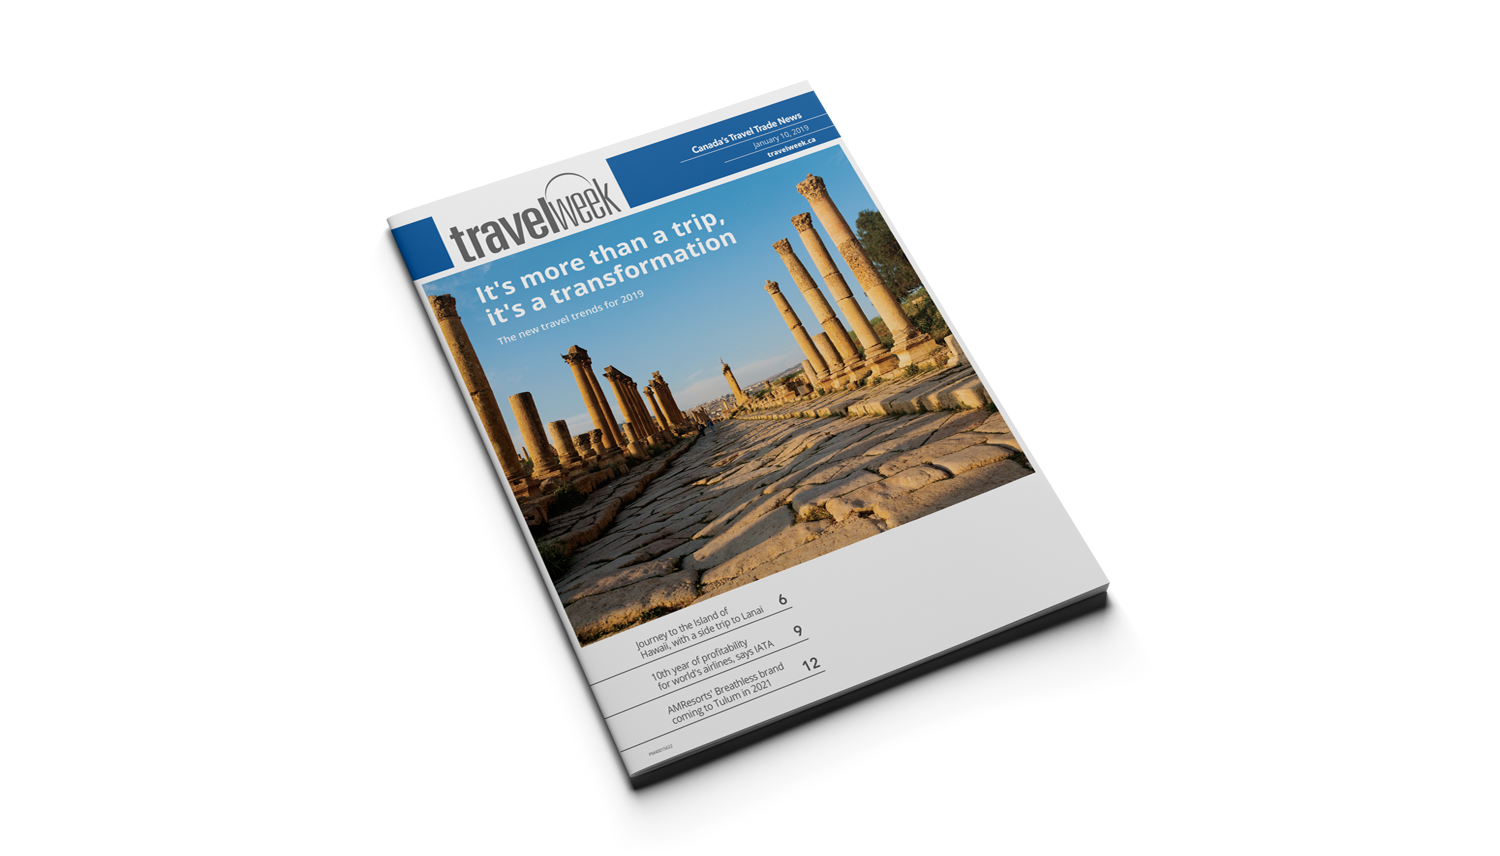 Canada's Travel Trade News
January 10, 2019
travelweek.ca
travelweek
It's more than a trip,
it's a transformation
The new travel trends for 2019
Journey to the Island of
Hawaii, with a side trip to Lanai 6
10th year of profitability
for world's airlines, says IATA 9
AMResorts' Breathless brand
coming to Tulum in 2021 12